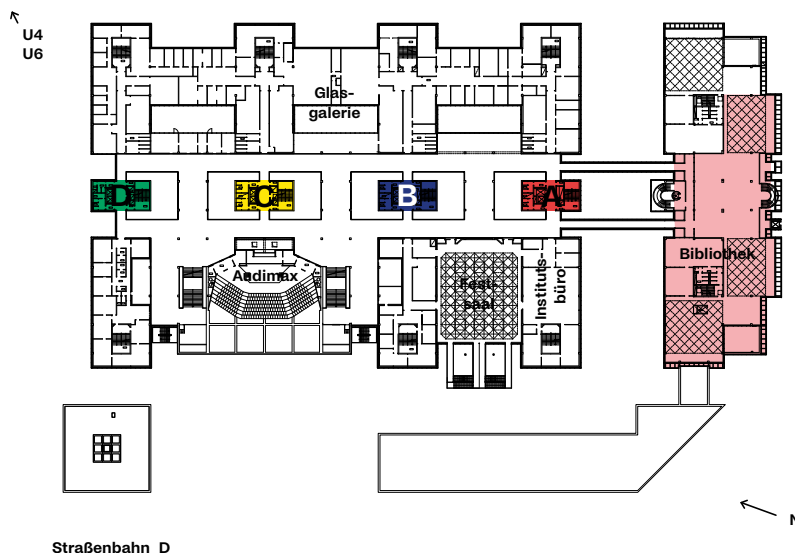 U4
U6
Glas-
galerie
D
C
B
A
Audimax
Fest-
saal
Instituts-
büro
Bibliothek
N
Straßenbahn D